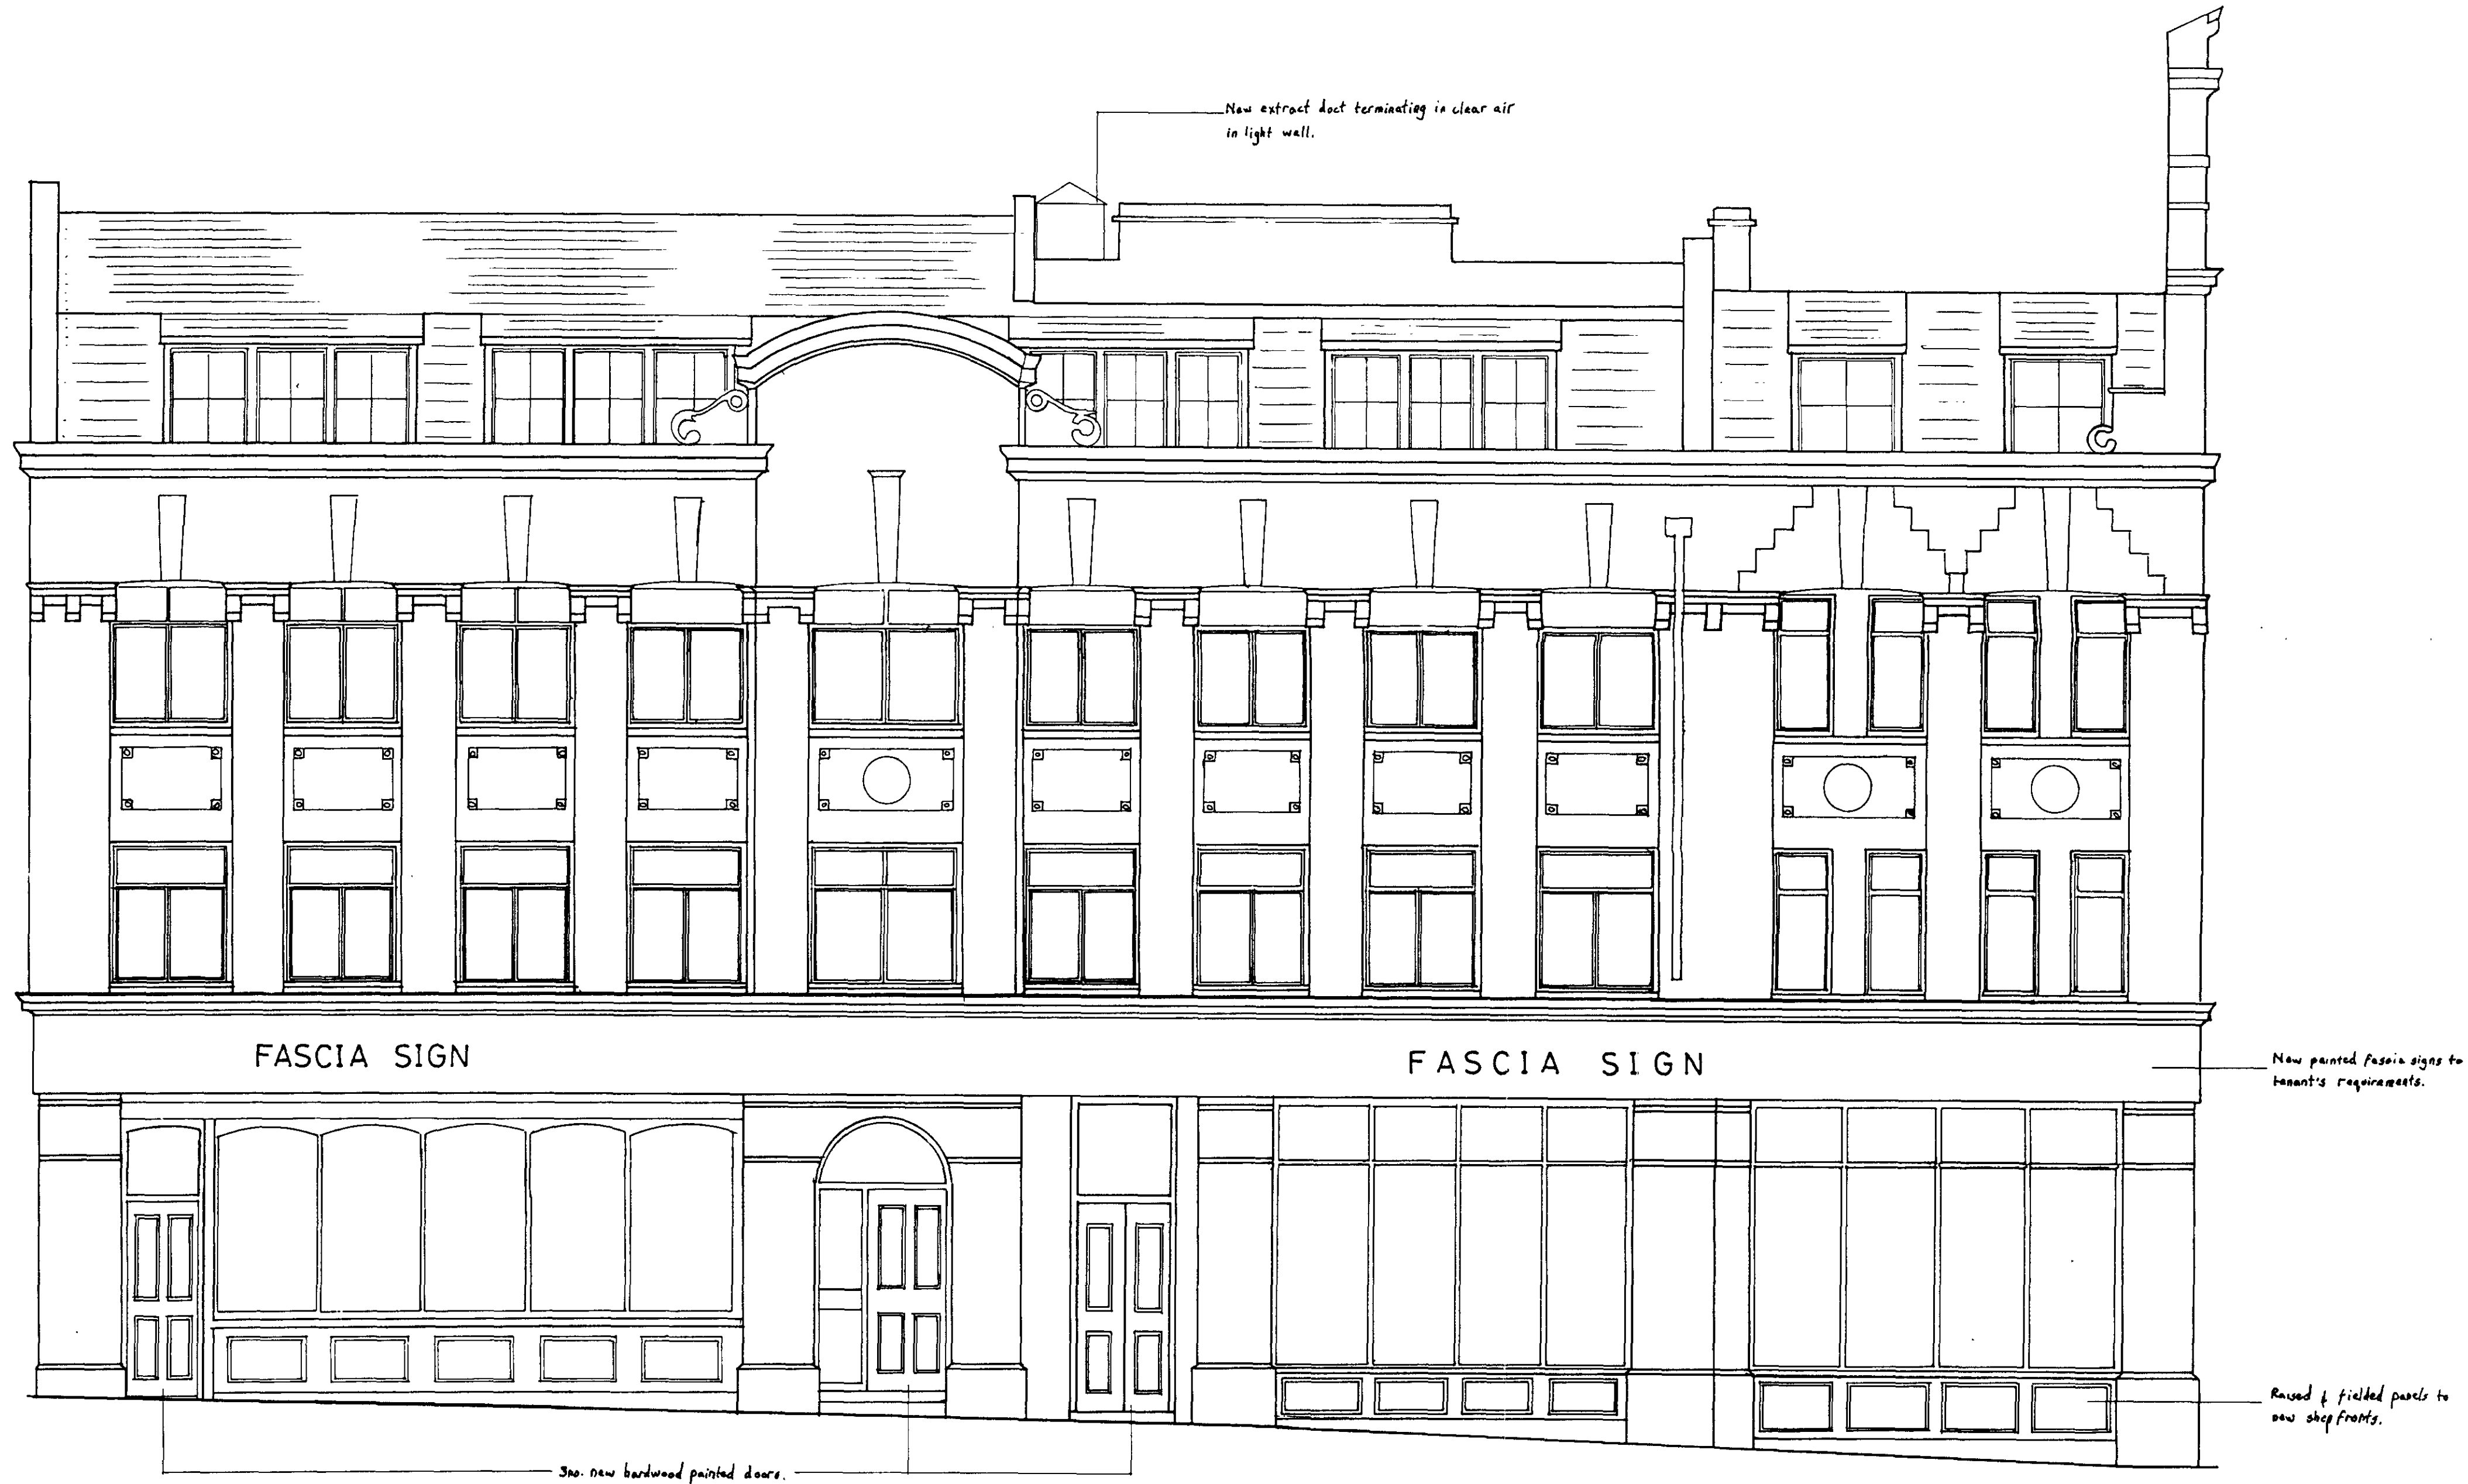 New extract duct terminating in clear air
in light well.
FASCIA SIGN
FASCIA SIGN
New painted fascia signs to
tenant's requirements.
Raised & fielded panels to
new shop fronts.
3no. new hardwood painted doors.